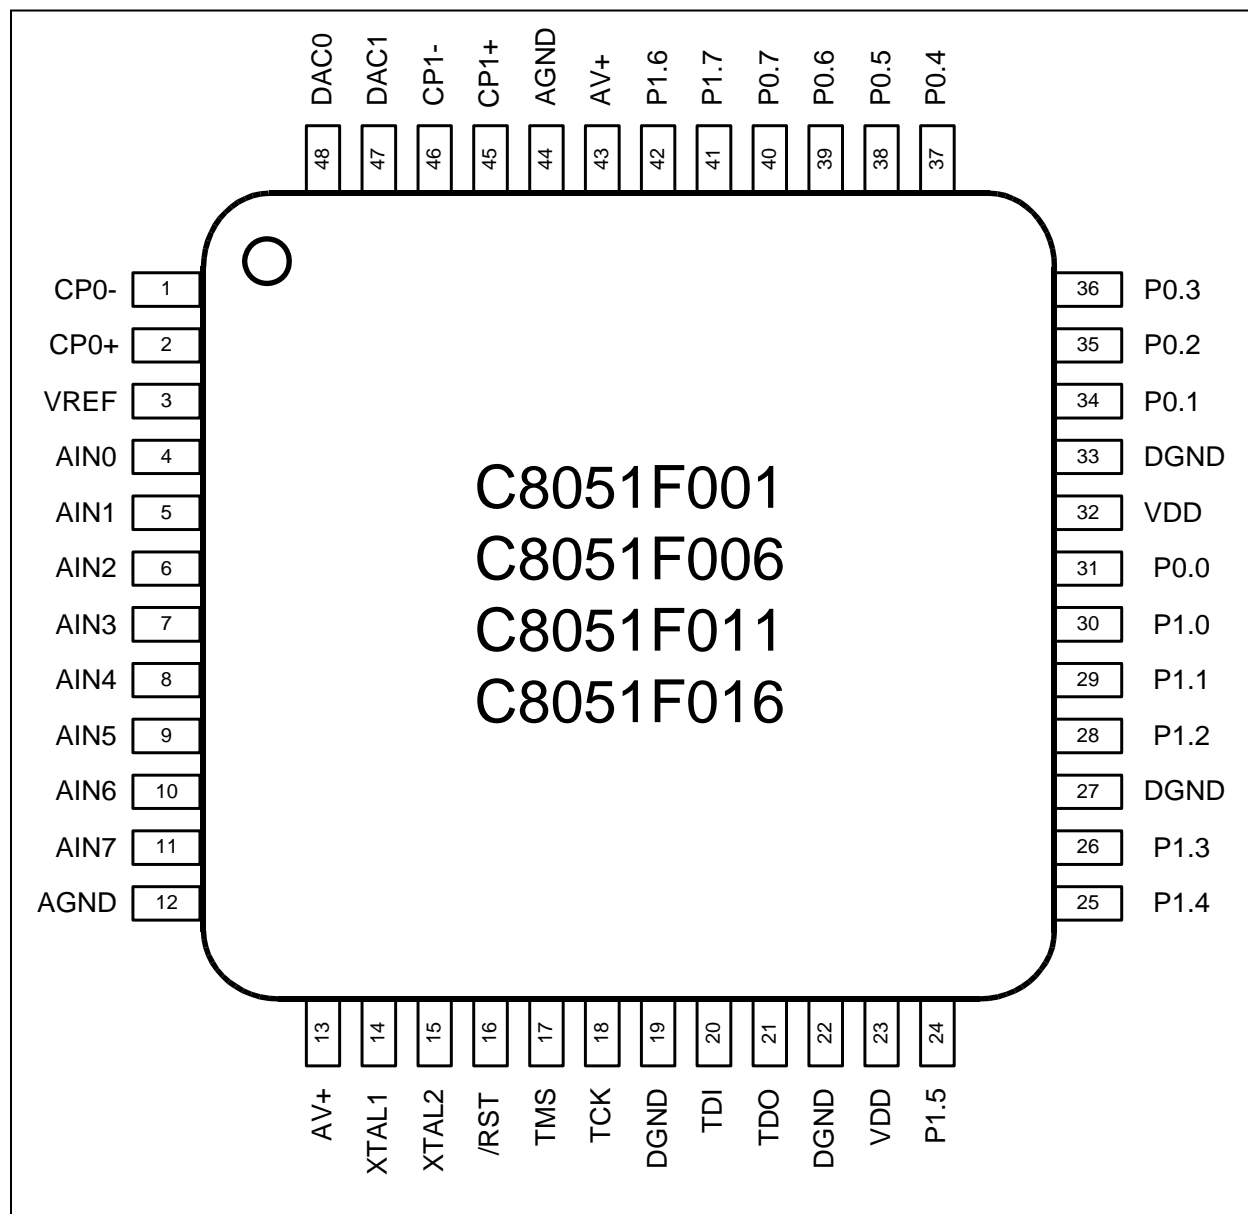 DAC0 DAC1 CP1- CP1+ AGND AV+ P1.6 P1.7 P0.7 P0.6 P0.5 P0.4
48 47 46 45 44 43 42 41 40 39 38 37
CP0- 1 36 P0.3
CP0+ 2 35 P0.2
VREF 3 34 P0.1
AIN0 4 33 DGND
AIN1 5 32 VDD
AIN2 6 31 P0.0
AIN3 7 30 P1.0
AIN4 8 29 P1.1
AIN5 9 28 P1.2
AIN6 10 27 DGND
AIN7 11 26 P1.3
AGND 12 25 P1.4
C8051F001
C8051F006
C8051F011
C8051F016
13 14 15 16 17 18 19 20 21 22 23 24
AV+ XTAL1 XTAL2 /RST TMS TCK DGND TDI TDO DGND VDD P1.5